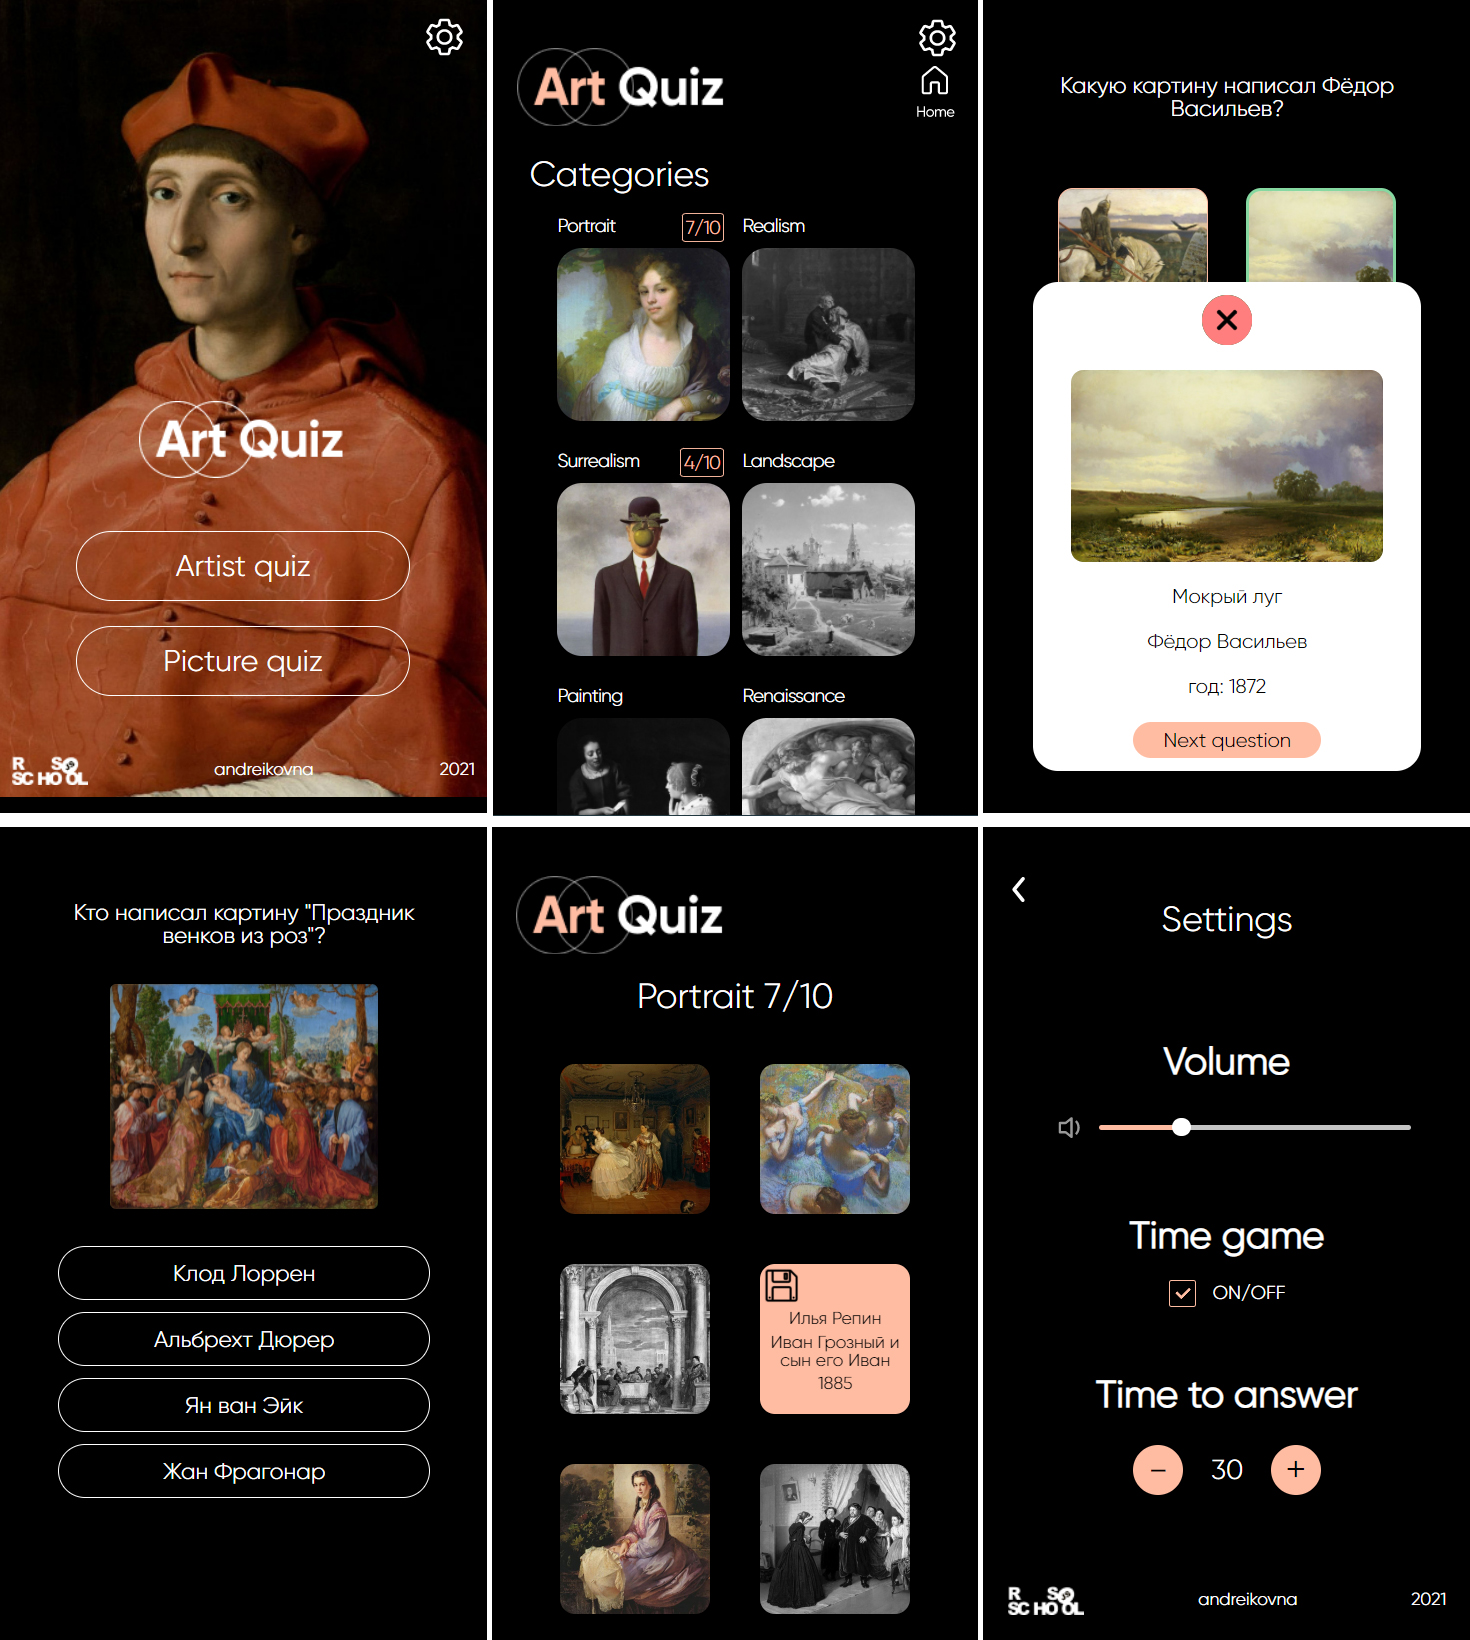 Art Quiz
Artist quiz
Picture quiz
RS SCHOOL
andreikovna
2021
Art Quiz
Home
Categories
Portrait 7/10 Realism
Surrealism 4/10 Landscape
Painting Renaissance
Какую картину написал Фёдор
Васильев?
Мокрый луг
Фёдор Васильев
год: 1872
Next question
Кто написал картину "Праздник
венков из роз"?
Клод Лоррен
Альбрехт Дюрер
Ян ван Эйк
Жан Фрагонар
Art Quiz
Portrait 7/10
Илья Репин
Иван Грозный и
сын его Иван
1885
Settings
Volume
Time game
ON/OFF
Time to answer
– 30 +
RS SCHOOL
andreikovna
2021